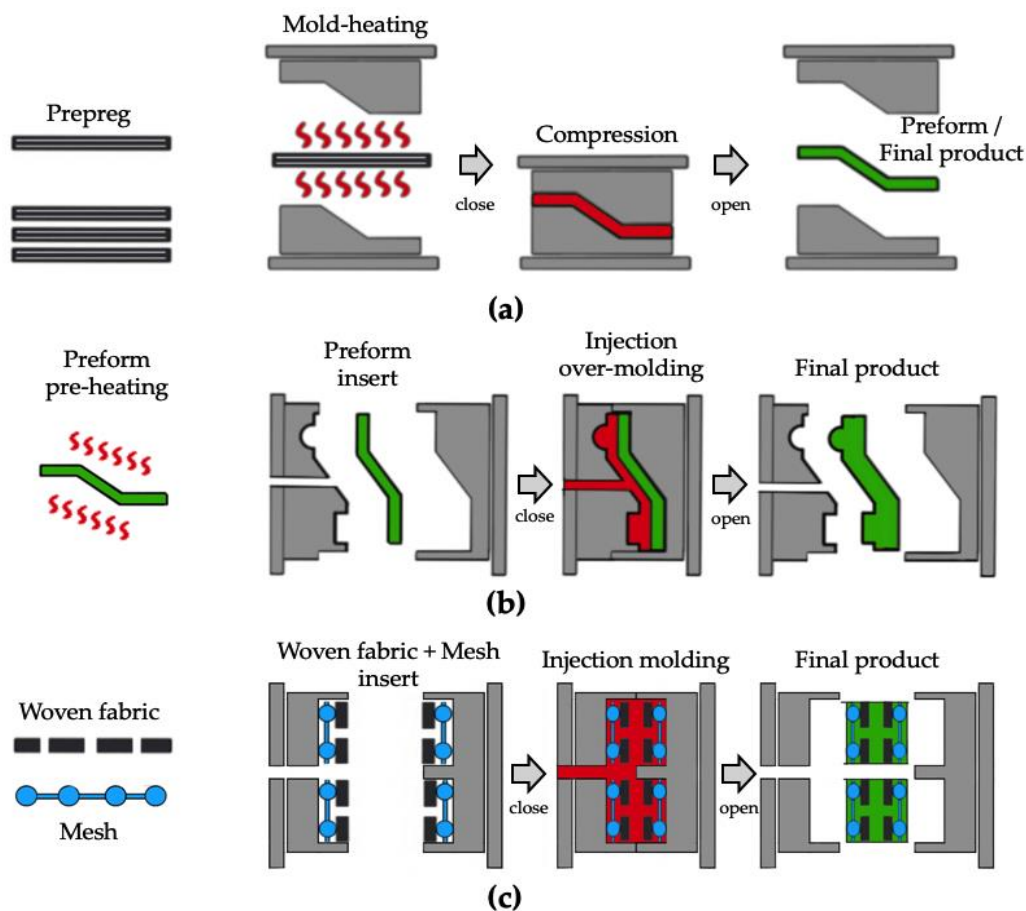 Mold-heating
Prepreg
Compression
Preform /
Final product
close
open
(a)
Preform
pre-heating
Preform
insert
Injection
over-molding
Final product
close
open
(b)
Woven fabric + Mesh
insert
Injection molding
Final product
Woven fabric
Mesh
close
open
(c)